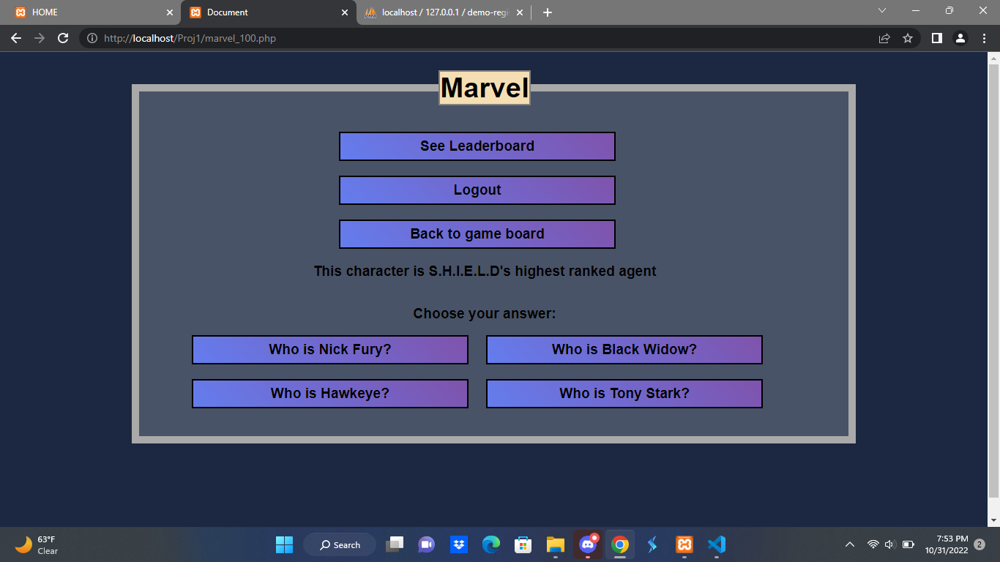 HOME
Document
localhost / 127.0.0.1 / demo-regi
http://localhost/Proj1/marvel_100.php
Marvel
See Leaderboard
Logout
Back to game board
This character is S.H.I.E.L.D's highest ranked agent
Choose your answer:
Who is Nick Fury?
Who is Black Widow?
Who is Hawkeye?
Who is Tony Stark?
63°F
Clear
Search
7:53 PM
10/31/2022
2